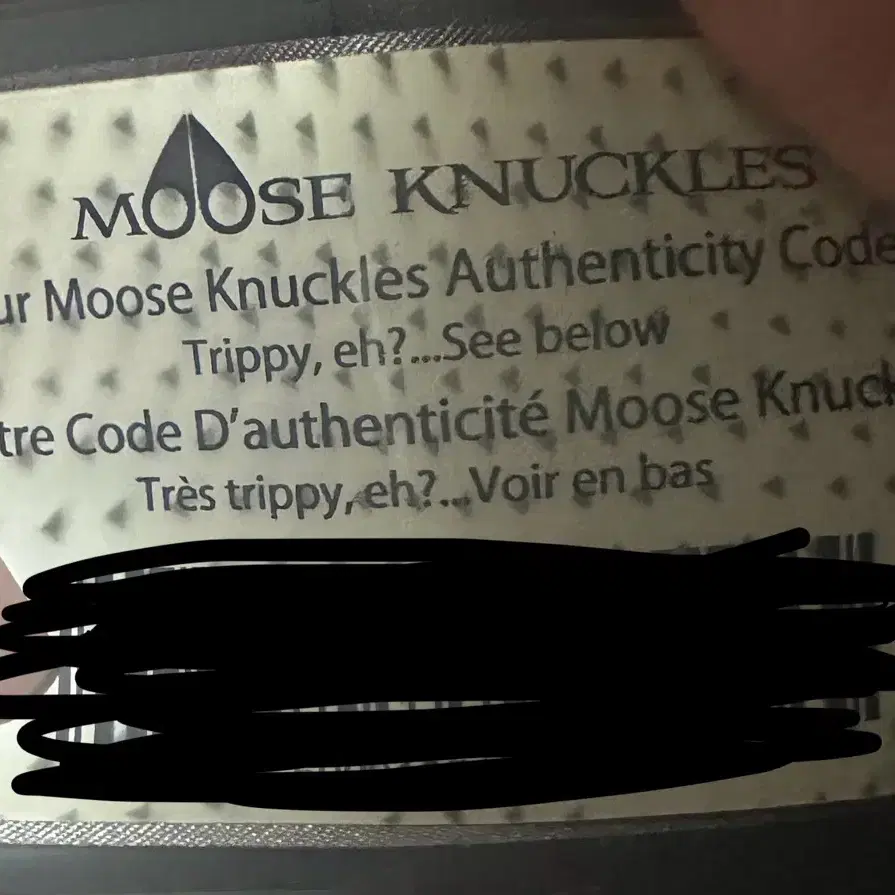 MOOSE KNUCKLES
ur Moose Knuckles Authenticity Code
Trippy, eh?...See below
tre Code D'authenticité Moose Knuck
Très trippy, eh?...Voir en bas